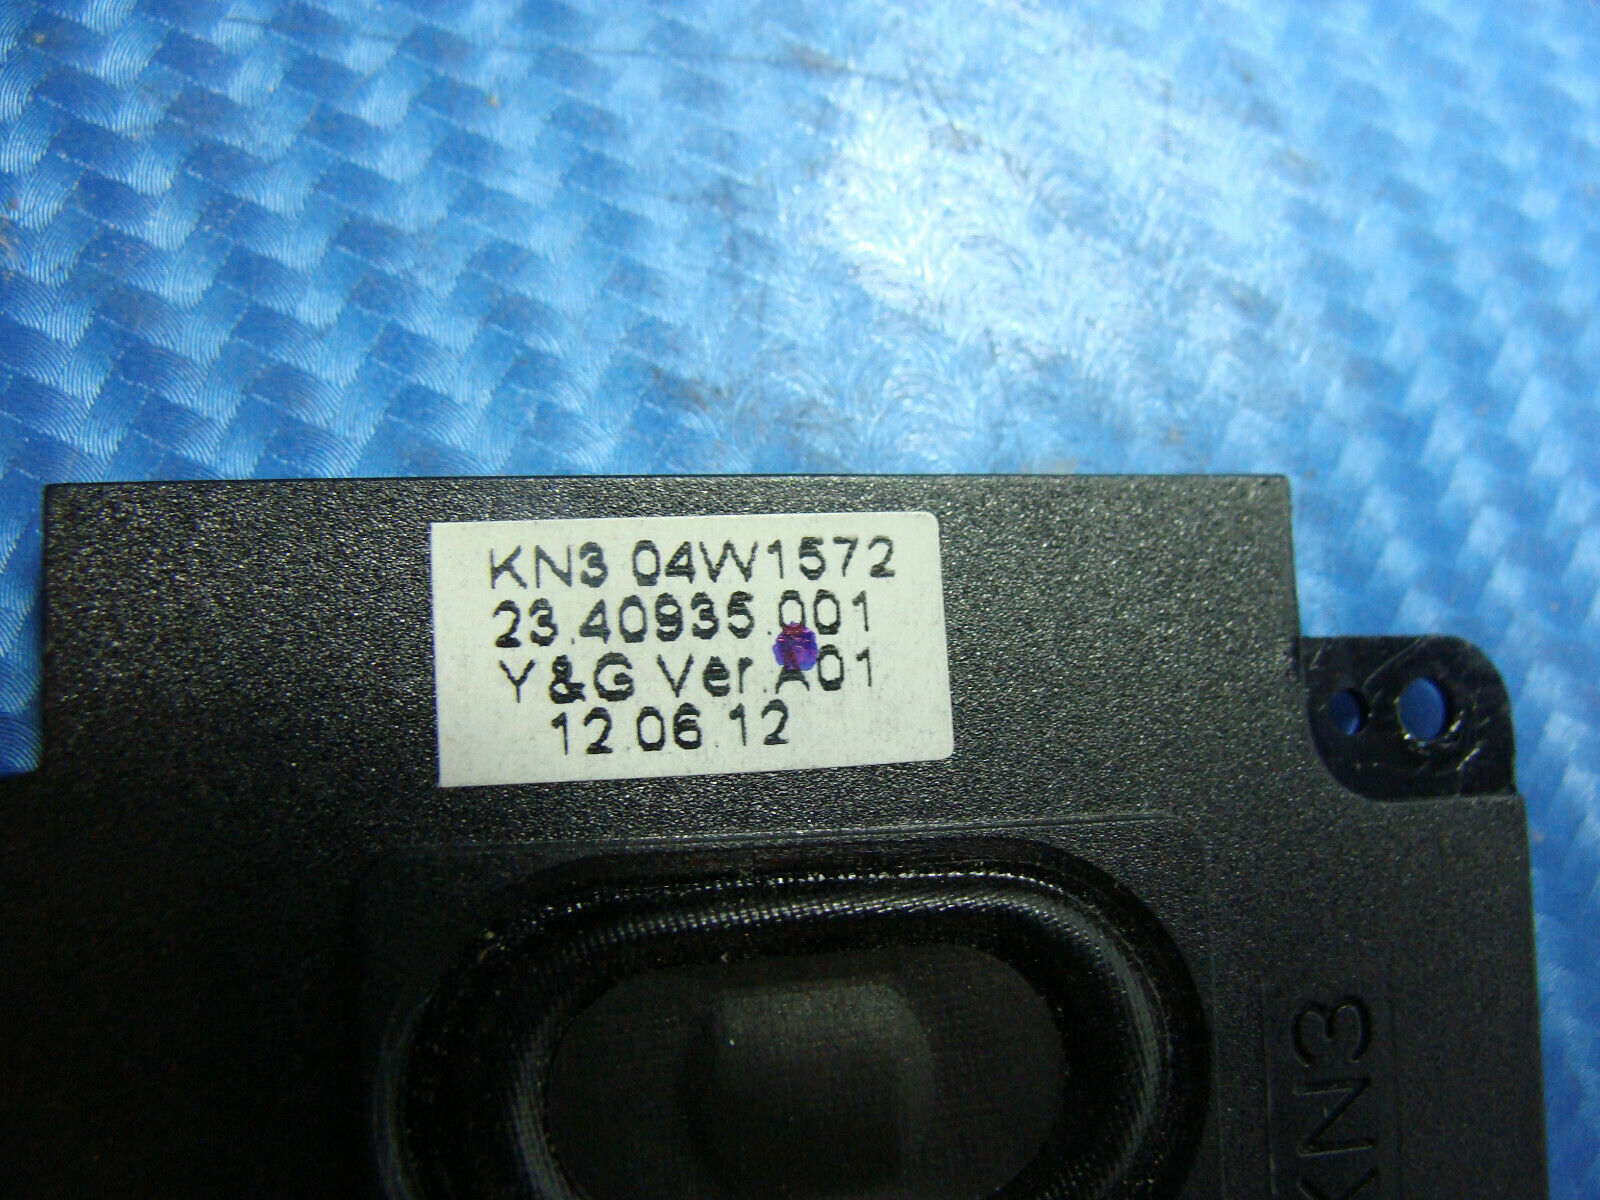 KN3 04W1572
23.40935.001
Y&G Ver.A01
12.06.12
KN3